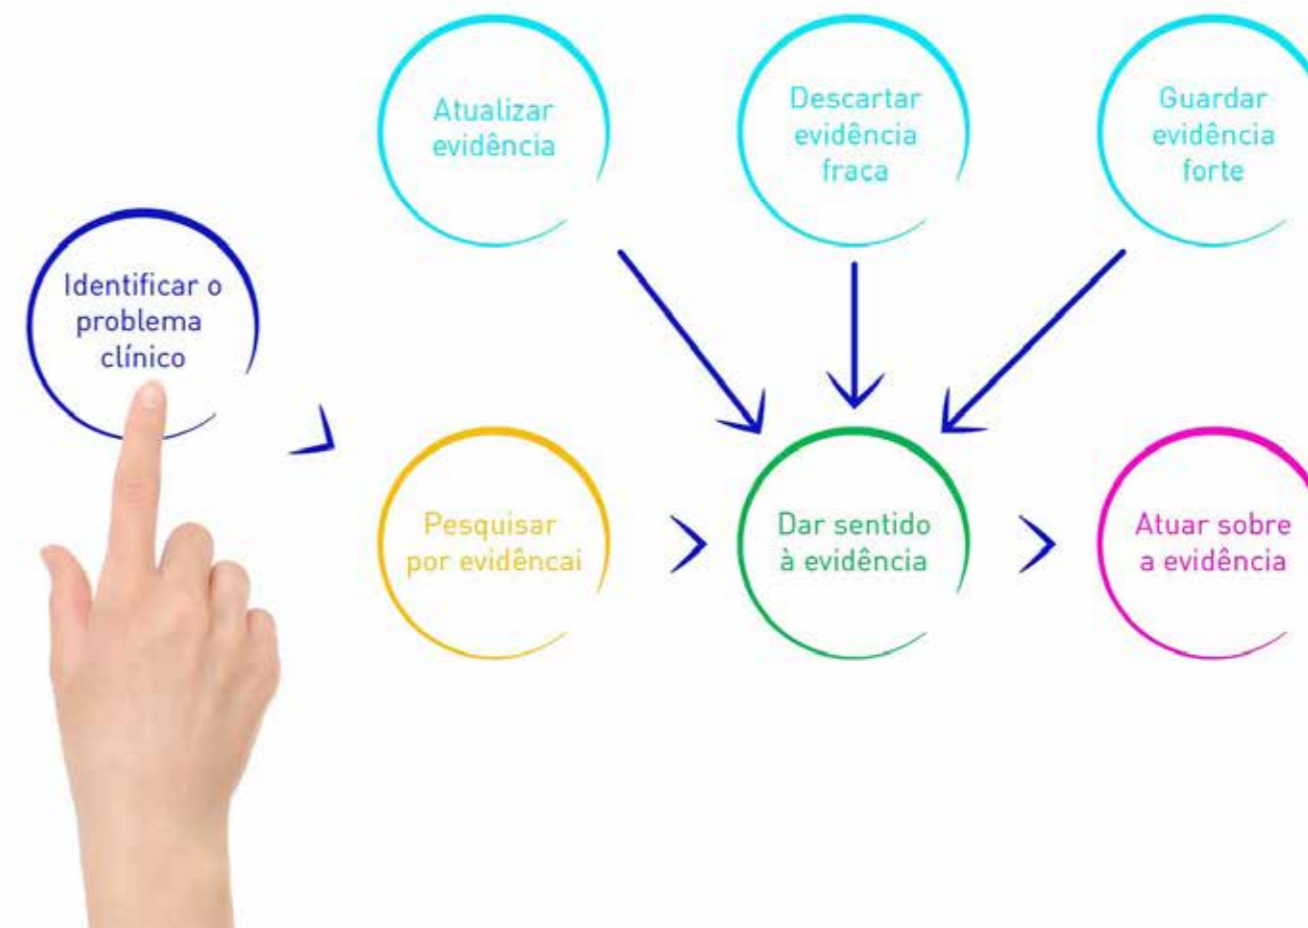 Atualizar
evidência
Descartar
evidência
fraca
Guardar
evidência
forte
Identificar o
problema
clínico
Pesquisar
por evidêncai
Dar sentido
à evidência
Atuar sobre
a evidência